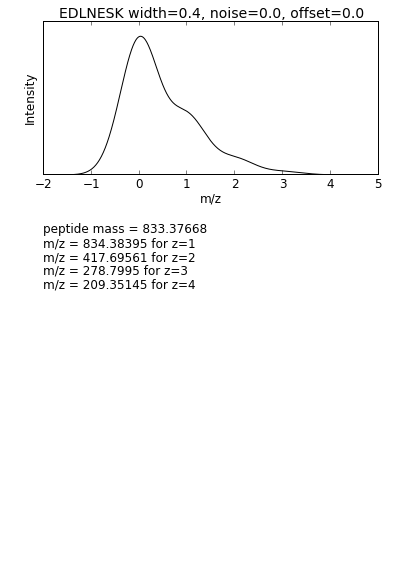 EDLNESK width=0.4, noise=0.0, offset=0.0
Intensity
−2 −1 0 1 2 3 4 5
m/z
peptide mass = 833.37668
m/z = 834.38395 for z=1
m/z = 417.69561 for z=2
m/z = 278.7995 for z=3
m/z = 209.35145 for z=4